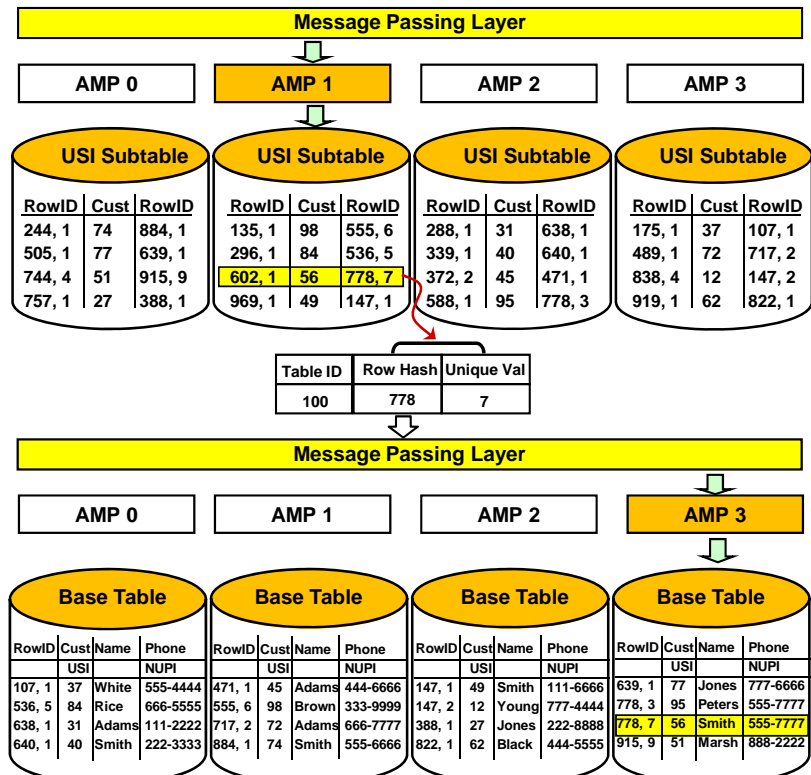 Message Passing Layer
AMP 0 AMP 1 AMP 2 AMP 3
USI Subtable USI Subtable USI Subtable USI Subtable
RowID Cust RowID RowID Cust RowID RowID Cust RowID RowID Cust RowID
244, 1 74 884, 1 135, 1 98 555, 6 288, 1 31 638, 1 175, 1 37 107, 1
505, 1 77 639, 1 296, 1 84 536, 5 339, 1 40 640, 1 489, 1 72 717, 2
744, 4 51 915, 9 602, 1 56 778, 7 372, 2 45 471, 1 838, 4 12 147, 2
757, 1 27 388, 1 969, 1 49 147, 1 588, 1 95 778, 3 919, 1 62 822, 1
Table ID Row Hash Unique Val
100 778 7
Message Passing Layer
AMP 0 AMP 1 AMP 2 AMP 3
Base Table Base Table Base Table Base Table
RowID Cust Name Phone RowID Cust Name Phone RowID Cust Name Phone RowID Cust Name Phone
USI NUPI USI NUPI USI NUPI USI NUPI
107, 1 37 White 555-4444 471, 1 45 Adams 444-6666 147, 1 49 Smith 111-6666 639, 1 77 Jones 777-6666
536, 5 84 Rice 666-5555 555, 6 98 Brown 333-9999 147, 2 12 Young 777-4444 778, 3 95 Peters 555-7777
638, 1 31 Adams 111-2222 717, 2 72 Adams 666-7777 388, 1 27 Jones 222-8888 778, 7 56 Smith 555-7777
640, 1 40 Smith 222-3333 884, 1 74 Smith 555-6666 822, 1 62 Black 444-5555 915, 9 51 Marsh 888-2222